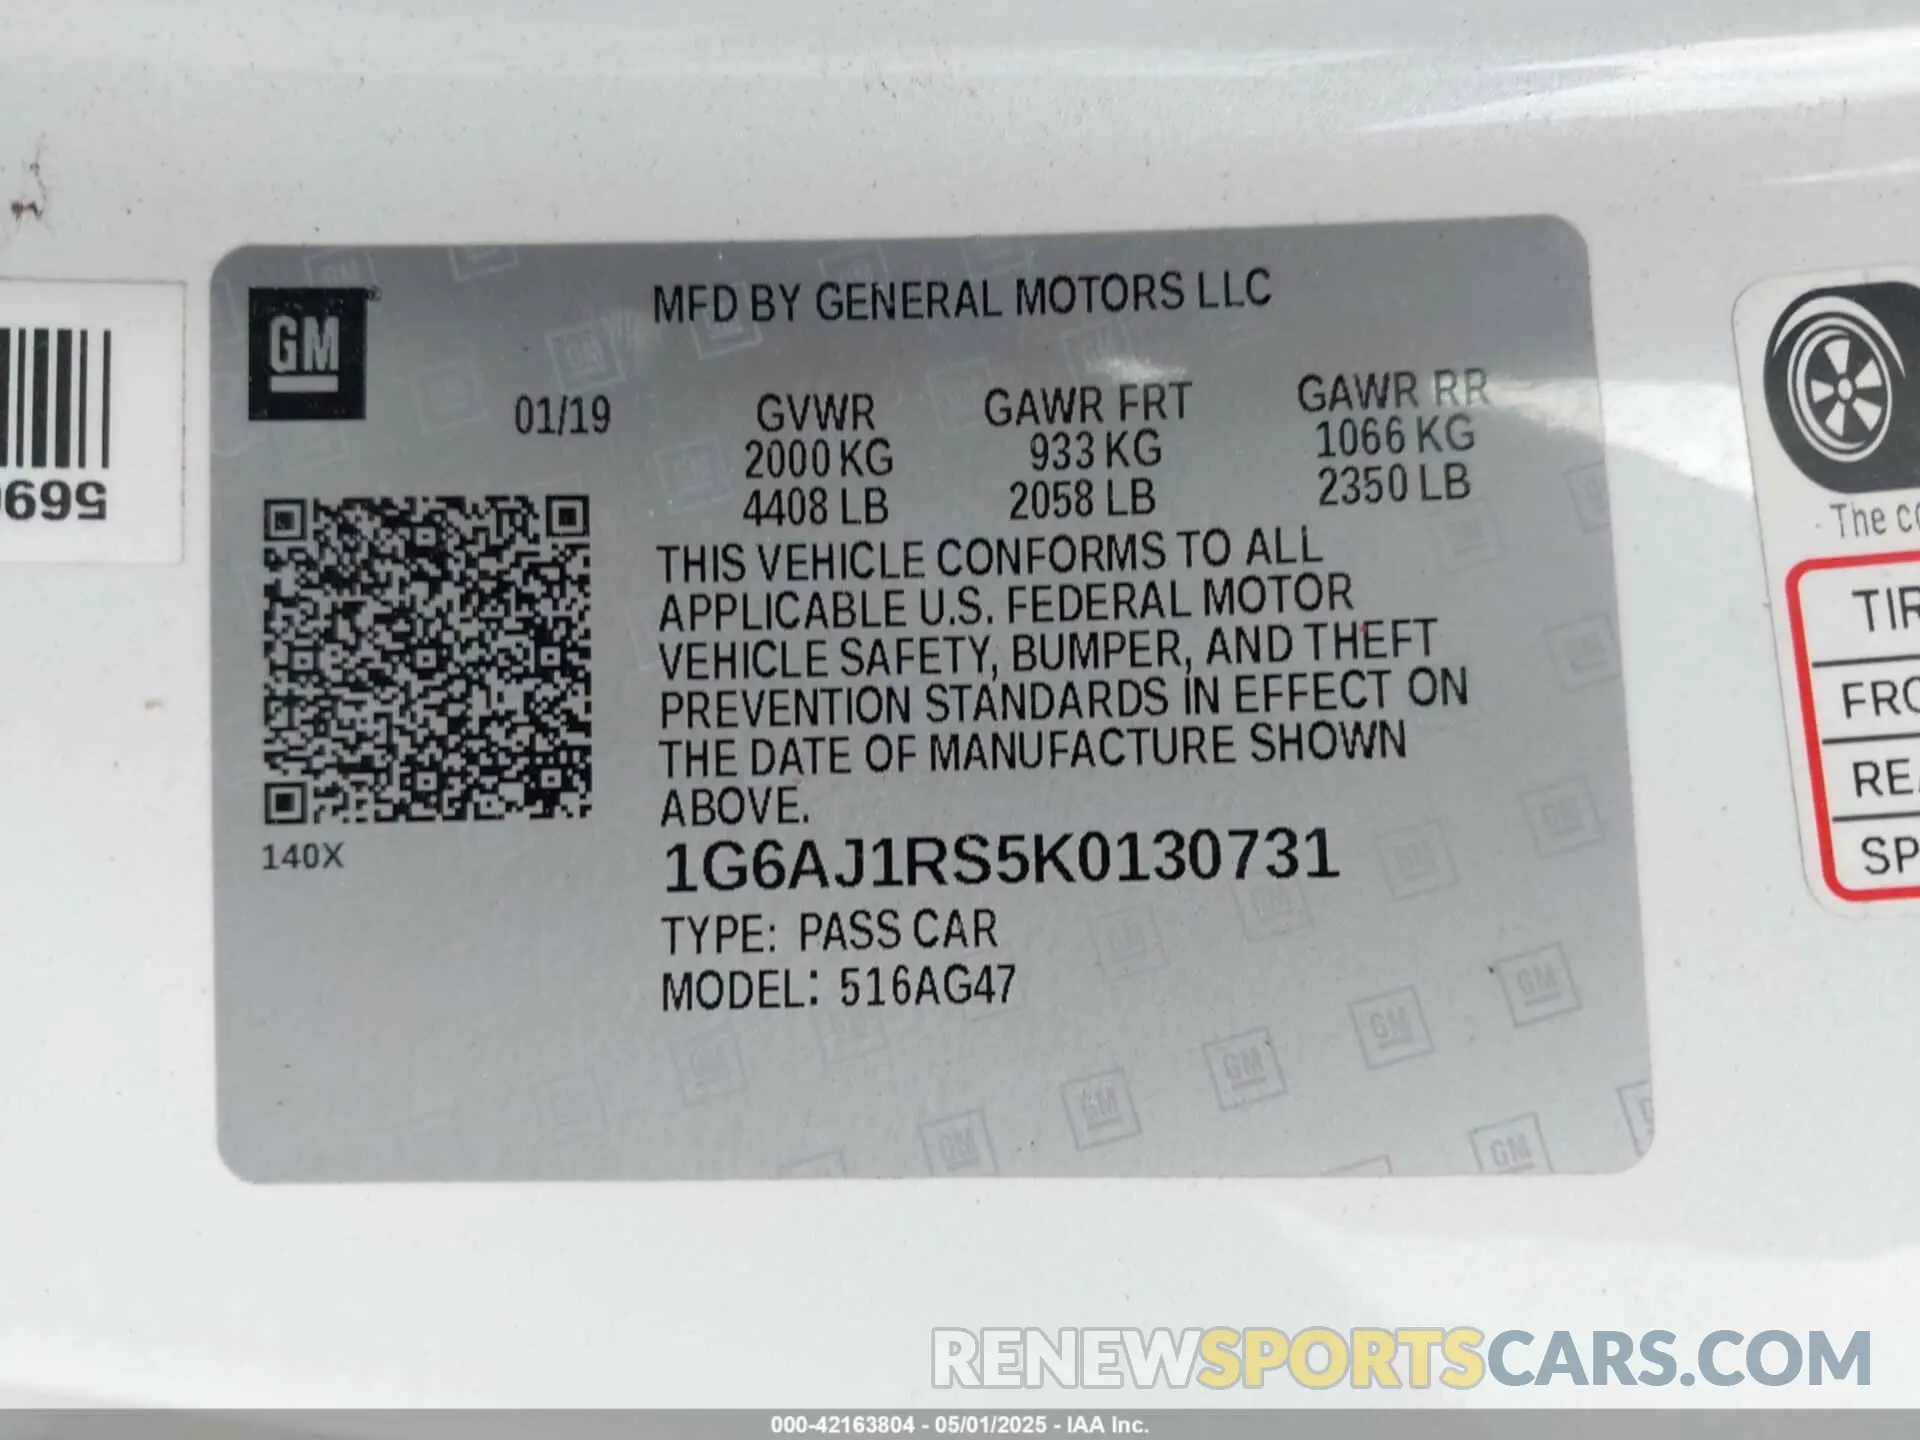 GM
MFD BY GENERAL MOTORS LLC
01/19
GVWR GAWR FRT GAWR RR
2000 KG 933 KG 1066 KG
4408 LB 2058 LB 2350 LB
THIS VEHICLE CONFORMS TO ALL
APPLICABLE U.S. FEDERAL MOTOR
VEHICLE SAFETY, BUMPER, AND THEFT
PREVENTION STANDARDS IN EFFECT ON
THE DATE OF MANUFACTURE SHOWN
ABOVE.
140X
1G6AJ1RS5K0130731
TYPE: PASS CAR
MODEL: 516AG47
The
RENEWSPORTSCARS.COM
000-42163804 - 05/01/2025 - IAA Inc.